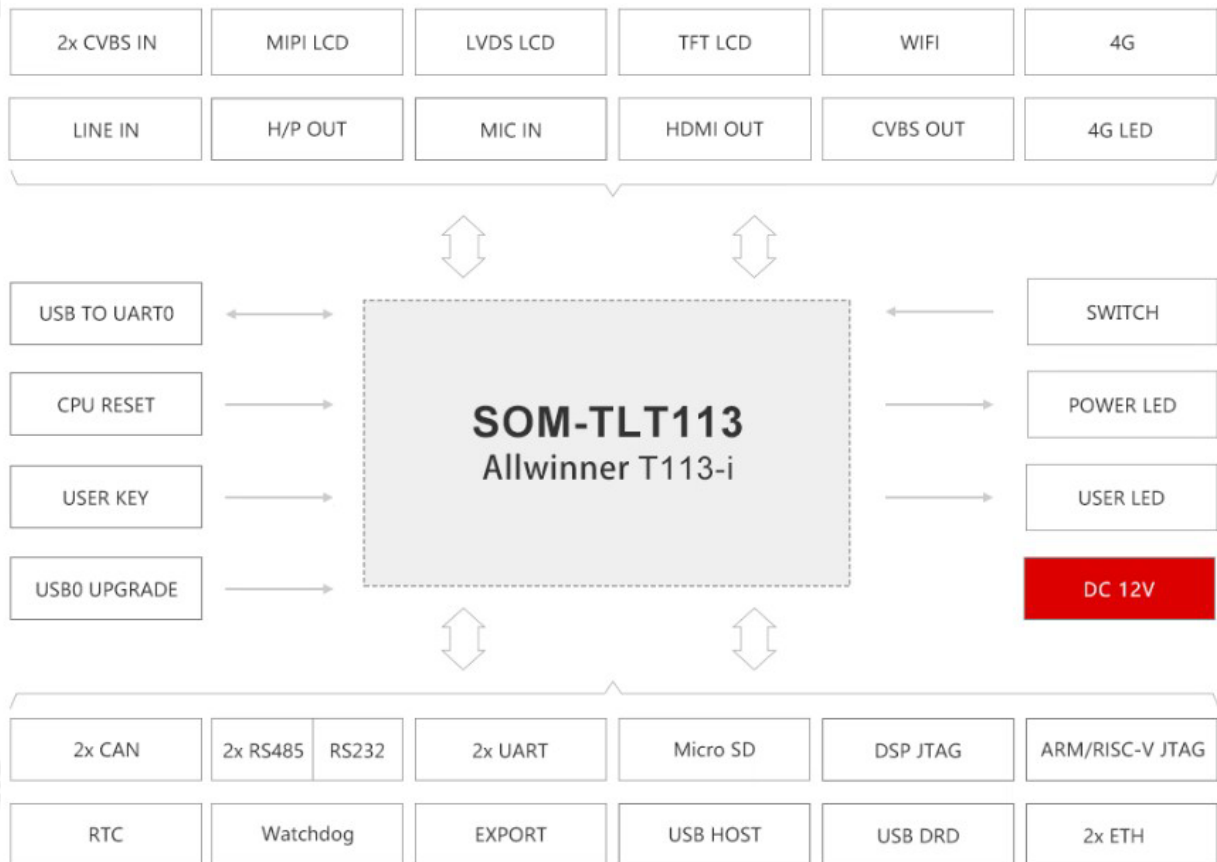 2x CVBS IN
MIPI LCD
LVDS LCD
TFT LCD
WIFI
4G
LINE IN
H/P OUT
MIC IN
HDMI OUT
CVBS OUT
4G LED
USB TO UART0
CPU RESET
USER KEY
USB0 UPGRADE
SOM-TLT113
Allwinner T113-i
SWITCH
POWER LED
USER LED
DC 12V
2x CAN
2x RS485
RS232
2x UART
Micro SD
DSP JTAG
ARM/RISC-V JTAG
RTC
Watchdog
EXPORT
USB HOST
USB DRD
2x ETH